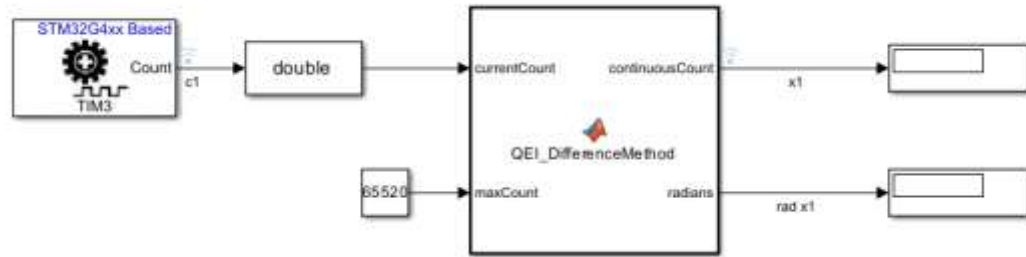 STM32G4xx Based
Count
TIM3
c1
double
currentCount
continuousCount
QEI_DifferenceMethod
65520
maxCount
radians
x1
rad x1